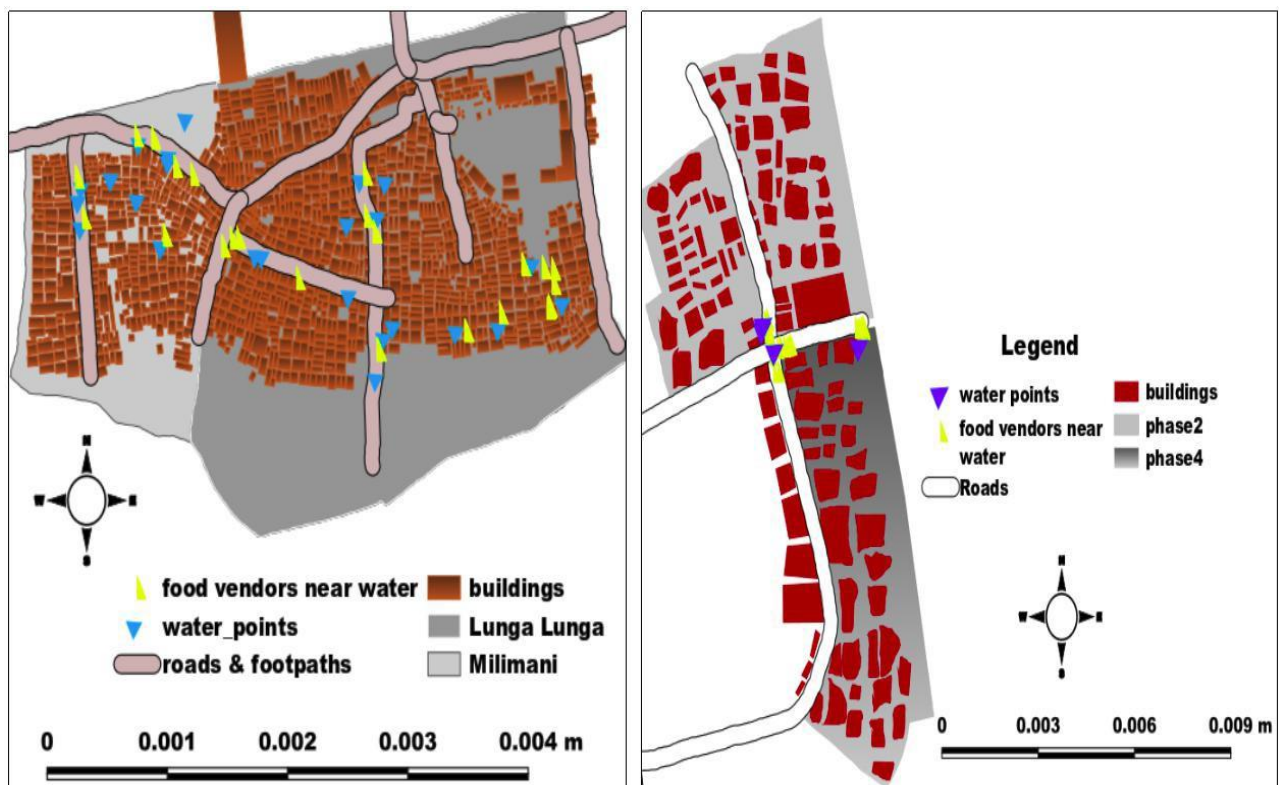 N
W
S
food vendors near water
buildings
water_points
Lunga Lunga
roads & footpaths
Milimani
0 0.001 0.002 0.003 0.004 m
Legend
water points
buildings
food vendors near
water
phase2
phase4
Roads
N
W
S
0 0.003 0.006 0.009 m